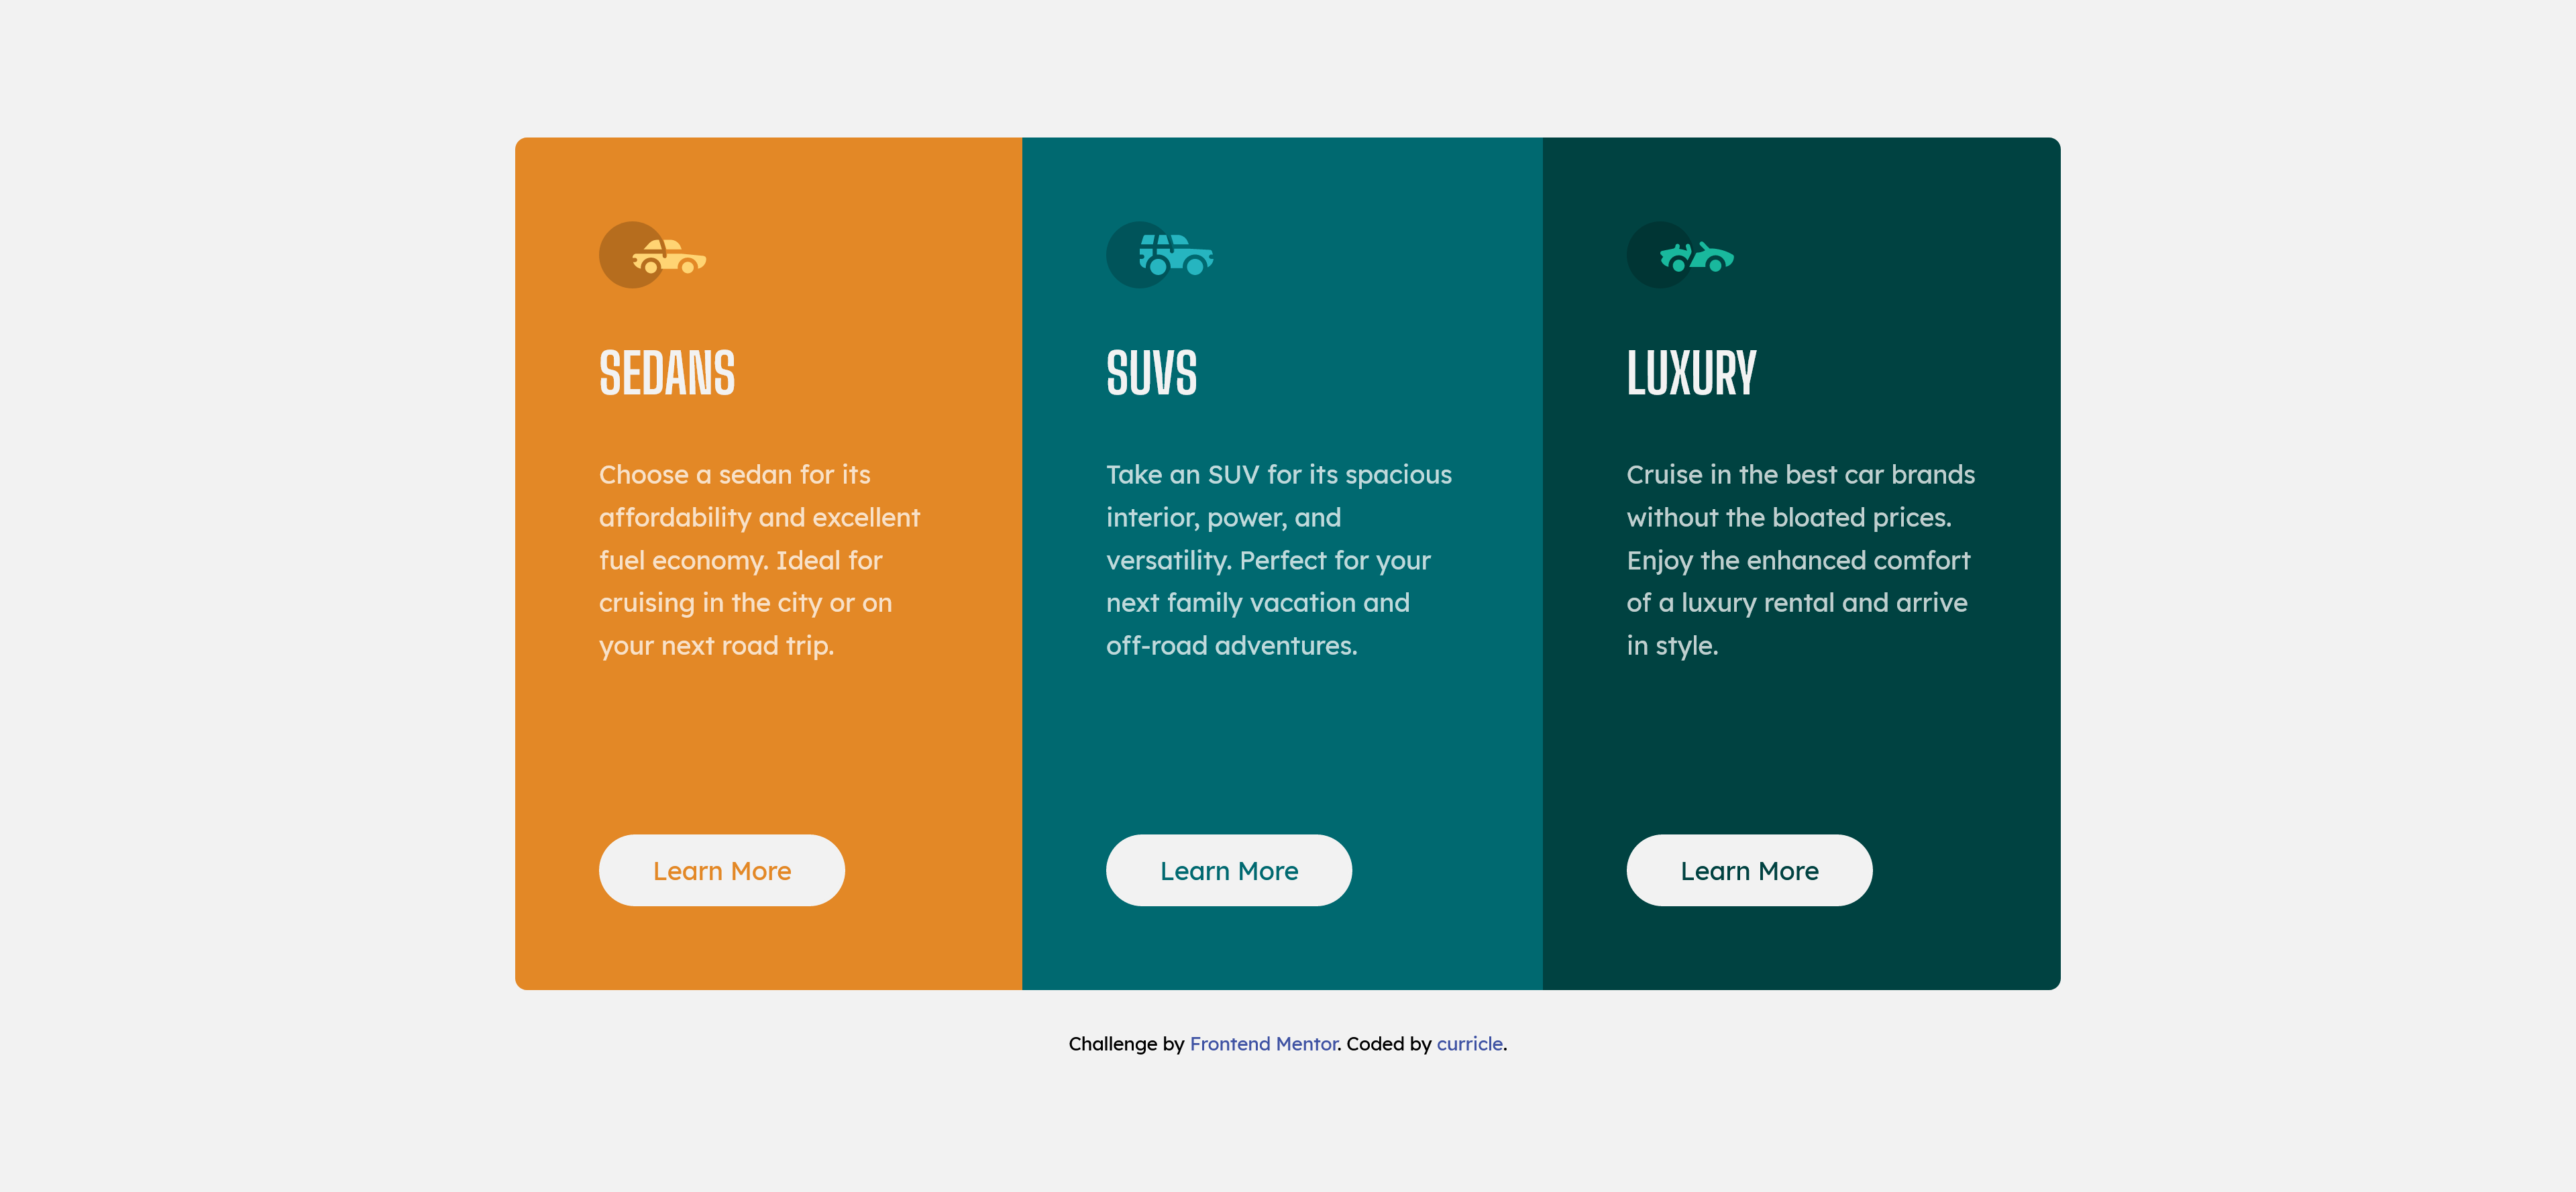 SEDANS
Choose a sedan for its
affordability and excellent
fuel economy. Ideal for
cruising in the city or on
your next road trip.
Learn More
SUVS
Take an SUV for its spacious
interior, power, and
versatility. Perfect for your
next family vacation and
off-road adventures.
Learn More
LUXURY
Cruise in the best car brands
without the bloated prices.
Enjoy the enhanced comfort
of a luxury rental and arrive
in style.
Learn More
Challenge by Frontend Mentor. Coded by curricle.